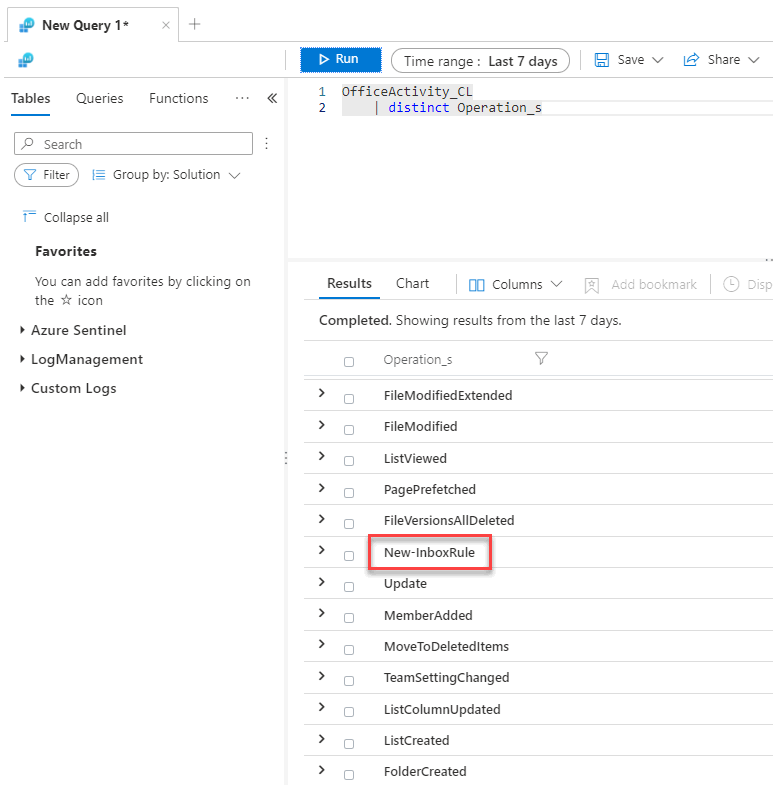 New Query 1*
Run
Time range : Last 7 days
Save
Share
Tables
Queries
Functions
Search
Filter
Group by: Solution
Collapse all
Favorites
You can add favorites by clicking on
the ☆ icon
Azure Sentinel
LogManagement
Custom Logs
1 OfficeActivity_CL
2 | distinct Operation_s
Results
Chart
Columns
Add bookmark
Disp
Completed. Showing results from the last 7 days.
Operation_s
FileModifiedExtended
FileModified
ListViewed
PagePrefetched
FileVersionsAllDeleted
New-InboxRule
Update
MemberAdded
MoveToDeletedItems
TeamSettingChanged
ListColumnUpdated
ListCreated
FolderCreated